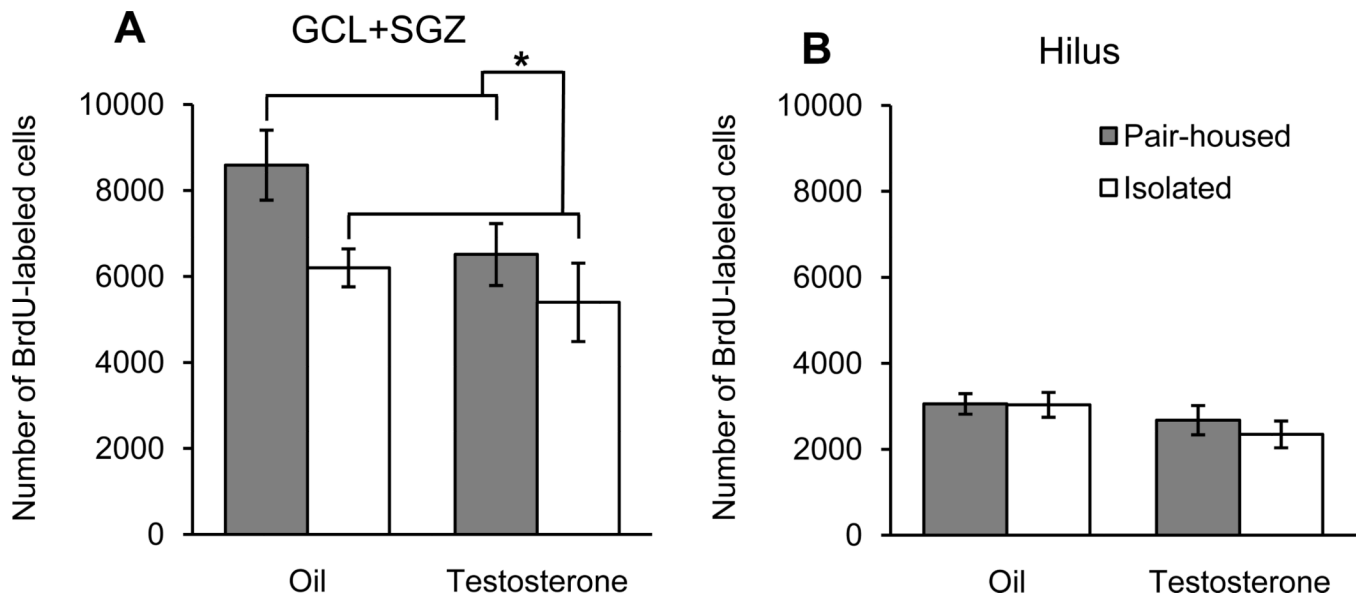 A
GCL+SGZ
*
Number of BrdU-labeled cells
10000
8000
6000
4000
2000
0
Oil
Testosterone
B
Hilus
Number of BrdU-labeled cells
10000
8000
6000
4000
2000
0
Pair-housed
Isolated
Oil
Testosterone